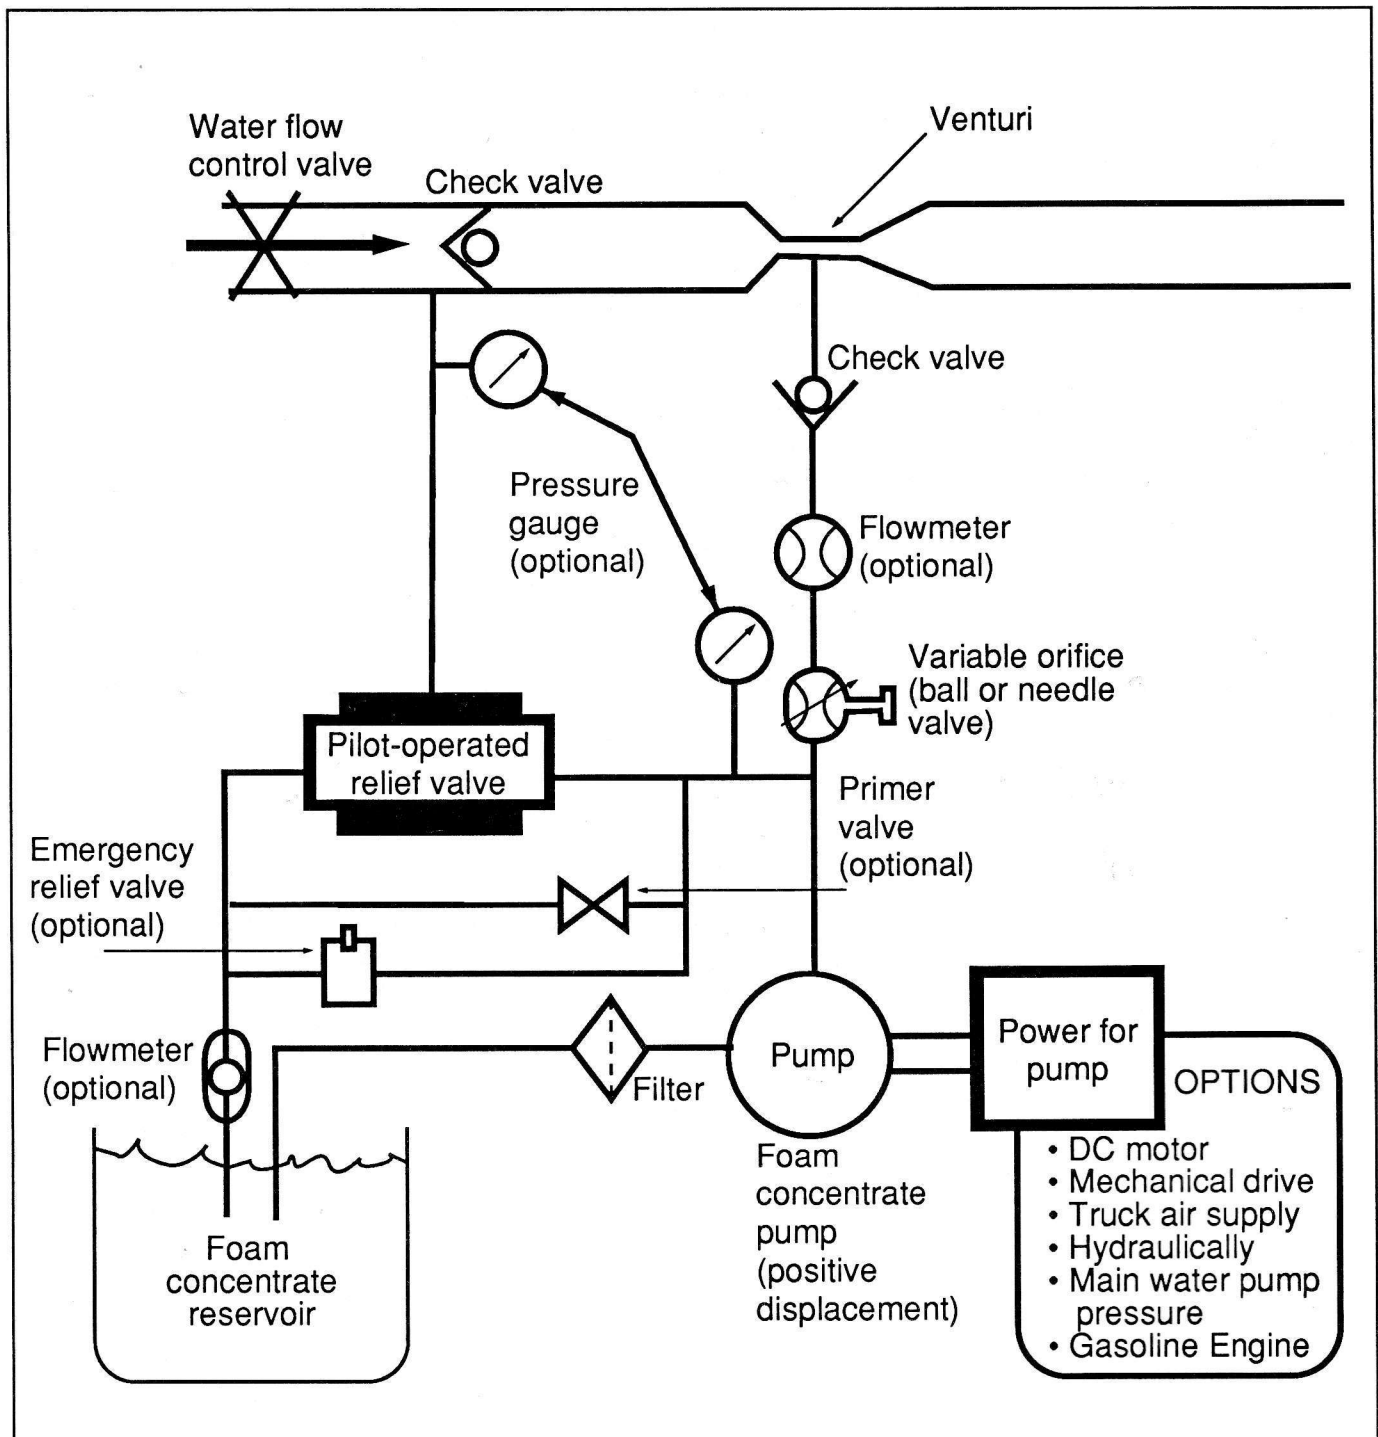 Water flow
control valve
Check valve
Venturi
Check valve
Pressure
gauge
(optional)
Flowmeter
(optional)
Variable orifice
(ball or needle
valve)
Pilot-operated
relief valve
Primer
valve
(optional)
Emergency
relief valve
(optional)
Flowmeter
(optional)
Filter
Pump
Power for
pump
OPTIONS
• DC motor
• Mechanical drive
• Truck air supply
• Hydraulically
• Main water pump
pressure
• Gasoline Engine
Foam
concentrate
pump
(positive
displacement)
Foam
concentrate
reservoir